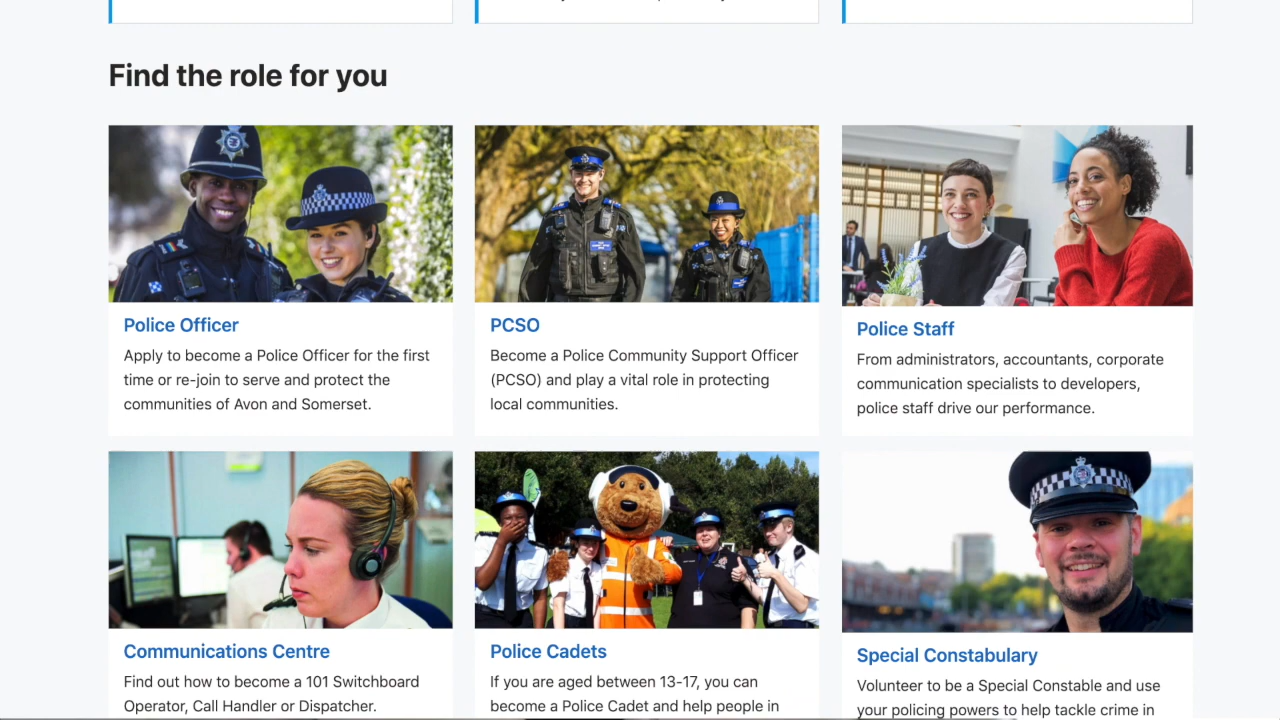 Find the role for you
Police Officer
Apply to become a Police Officer for the first
time or re-join to serve and protect the
communities of Avon and Somerset.
PCSO
Become a Police Community Support Officer
(PCSO) and play a vital role in protecting
local communities.
Police Staff
From administrators, accountants, corporate
communication specialists to developers,
police staff drive our performance.
Communications Centre
Find out how to become a 101 Switchboard
Operator, Call Handler or Dispatcher.
Police Cadets
If you are aged between 13-17, you can
become a Police Cadet and help people in
Special Constabulary
Volunteer to be a Special Constable and use
your policing powers to help tackle crime in